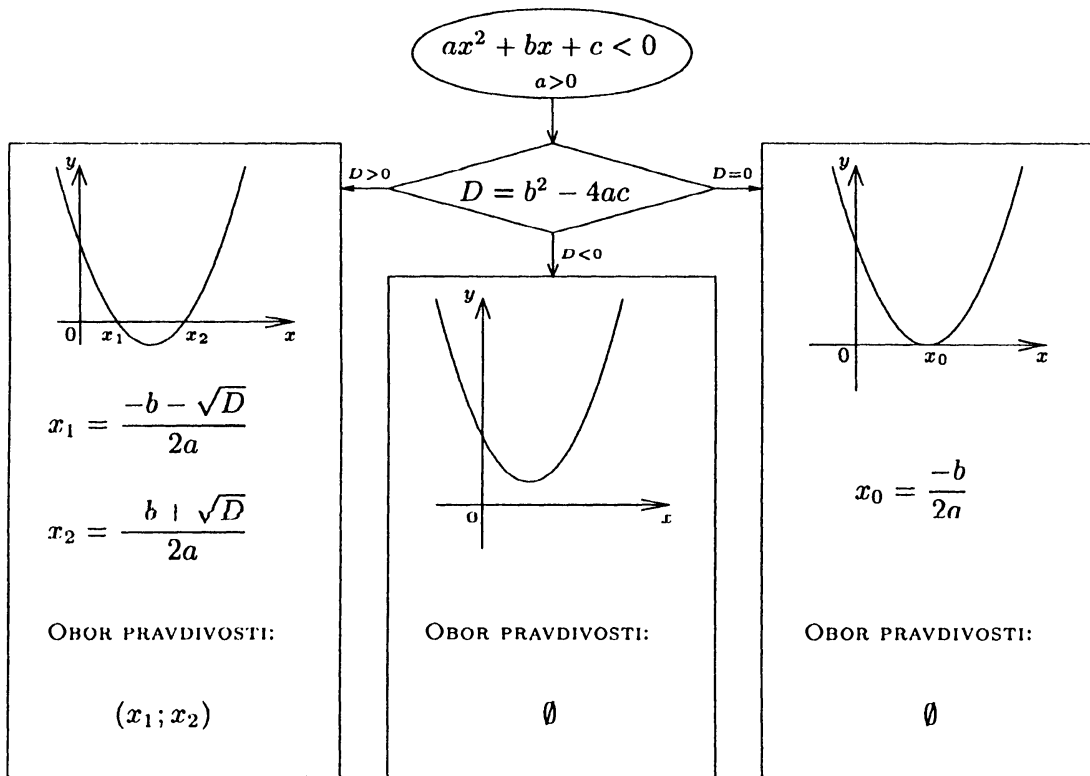 ax² + bx + c < 0
a>0
D = b² − 4ac
D>0
D=0
D<0
y
0
x₁
x₂
x
x₁ = (−b − √D) / 2a
x₂ = b + √D / 2a
OBOR PRAVDIVOSTI:
(x₁; x₂)
y
0
x
OBOR PRAVDIVOSTI:
∅
y
0
x₀
x
x₀ = −b / 2a
OBOR PRAVDIVOSTI:
∅